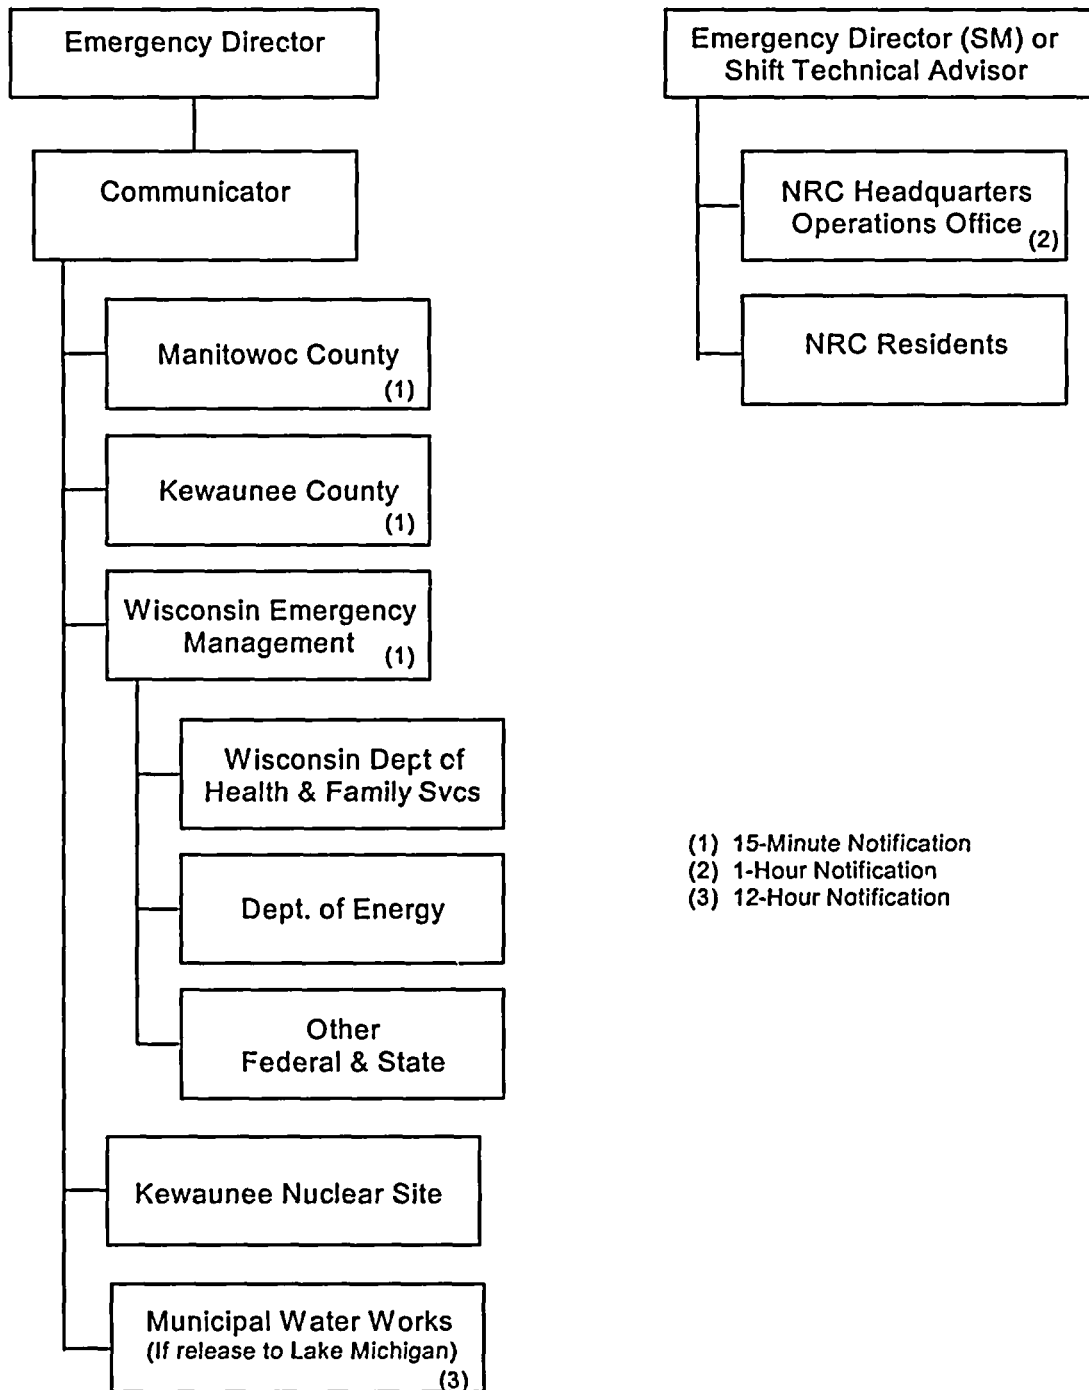 Emergency Director
Communicator
Manitowoc County
(1)
Kewaunee County
(1)
Wisconsin Emergency
Management
(1)
Wisconsin Dept of
Health & Family Svcs
Dept. of Energy
Other
Federal & State
Kewaunee Nuclear Site
Municipal Water Works
(If release to Lake Michigan)
(3)
Emergency Director (SM) or
Shift Technical Advisor
NRC Headquarters
Operations Office
(2)
NRC Residents
(1) 15-Minute Notification
(2) 1-Hour Notification
(3) 12-Hour Notification